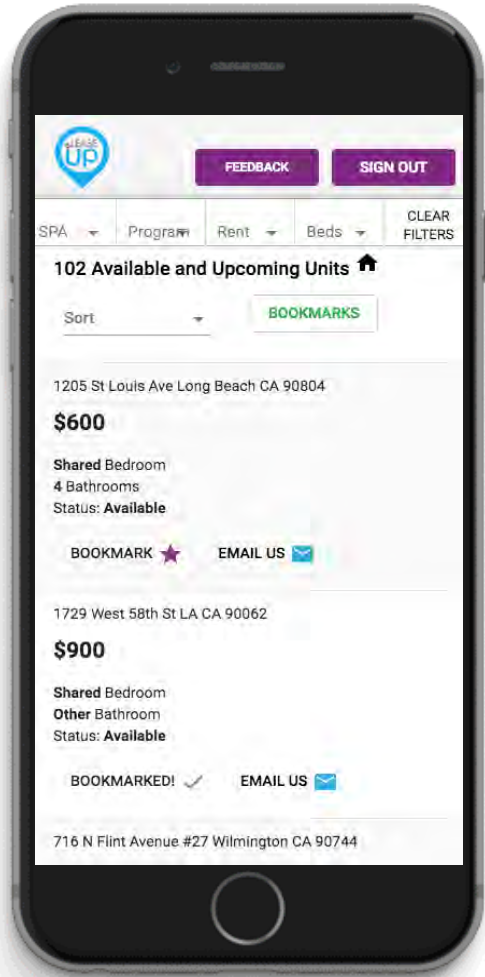 LEASE
UP
FEEDBACK
SIGN OUT
SPA
Program
Rent
Beds
CLEAR
FILTERS
102 Available and Upcoming Units
Sort
BOOKMARKS
1205 St Louis Ave Long Beach CA 90804
$600
Shared Bedroom
4 Bathrooms
Status: Available
BOOKMARK
EMAIL US
1729 West 58th St LA CA 90062
$900
Shared Bedroom
Other Bathroom
Status: Available
BOOKMARKED!
EMAIL US
716 N Flint Avenue #27 Wilmington CA 90744